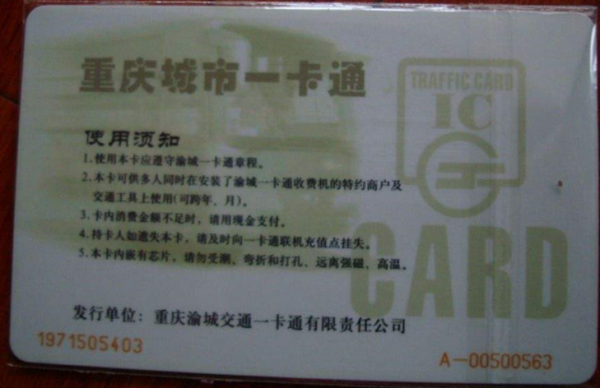 重庆城市一卡通
TRAFFIC CARD
IC
使用须知
1.使用本卡应遵守渝城一卡通章程。
2.本卡可供多人同时在安装了渝城一卡通收费机的特约商户及
交通工具上使用(可跨年、月)。
3.卡内消费金额不足时，请用现金支付。
4.持卡人如遗失本卡，请及时向一卡通联机充值点挂失。
5.本卡内嵌有芯片，请勿受潮、弯折和打孔、远离强磁、高温。
CARD
发行单位：重庆渝城交通一卡通有限责任公司
1971505403
A-00500563